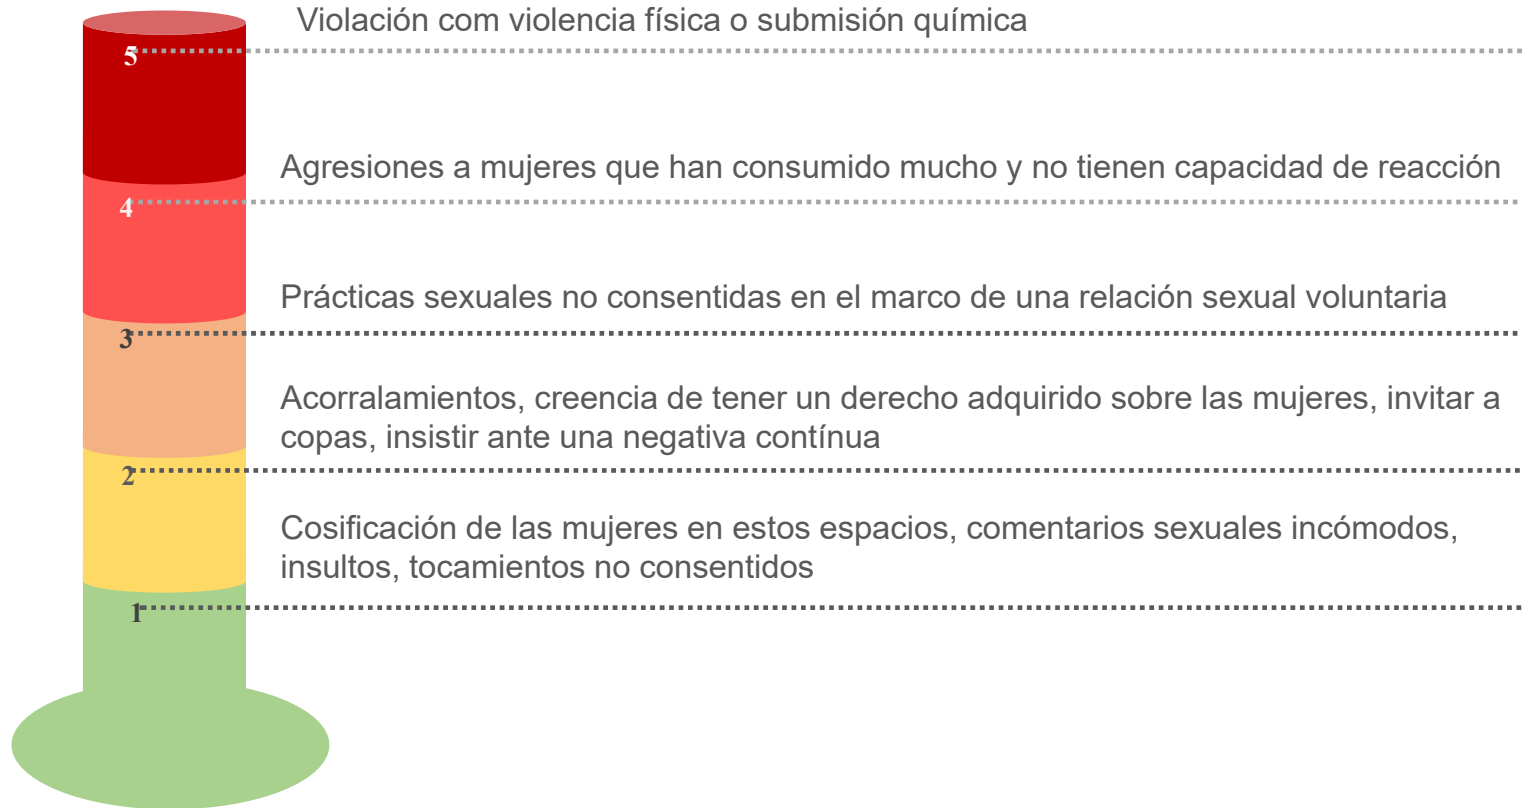 Violación com violencia física o submisión química
5
Agresiones a mujeres que han consumido mucho y no tienen capacidad de reacción
4
Prácticas sexuales no consentidas en el marco de una relación sexual voluntaria
3
Acorralamientos, creencia de tener un derecho adquirido sobre las mujeres, invitar a
copas, insistir ante una negativa contínua
2
Cosificación de las mujeres en estos espacios, comentarios sexuales incómodos,
insultos, tocamientos no consentidos
1